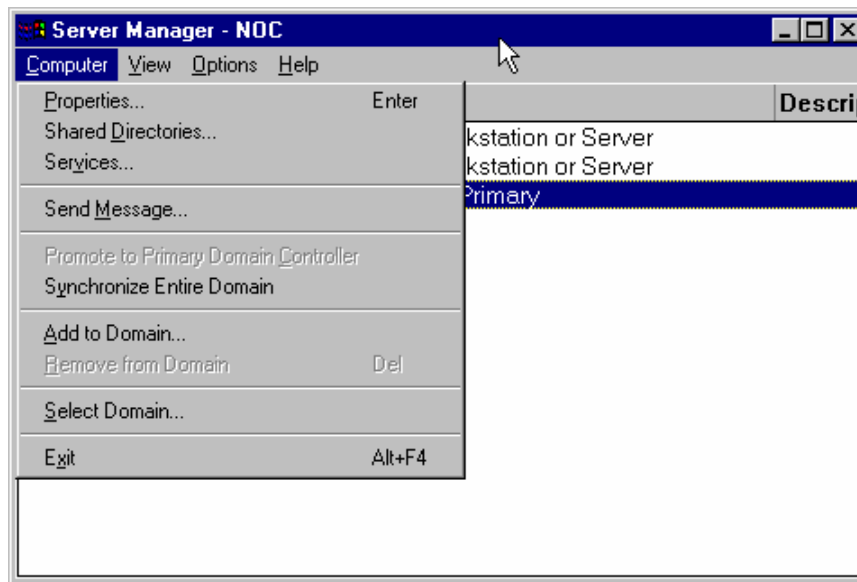 Server Manager - NOC
Computer View Options Help
Properties... Enter
Shared Directories...
Services...
Send Message...
Promote to Primary Domain Controller
Synchronize Entire Domain
Add to Domain...
Remove from Domain Del
Select Domain...
Exit Alt+F4
Descrip
kstation or Server
kstation or Server
Primary